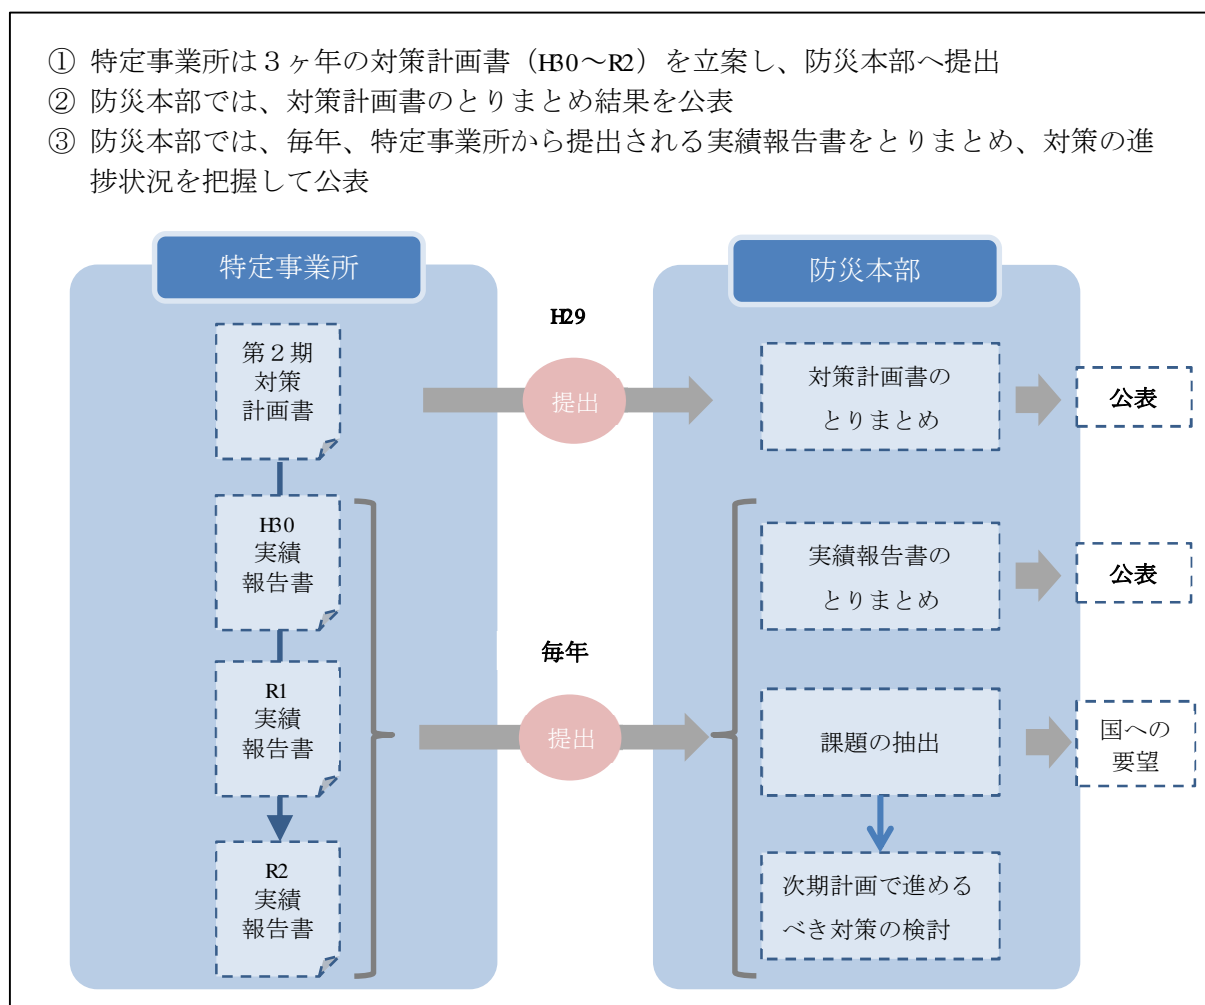 ① 特定事業所は３ヶ年の対策計画書（H30～R2）を立案し、防災本部へ提出
② 防災本部では、対策計画書のとりまとめ結果を公表
③ 防災本部では、毎年、特定事業所から提出される実績報告書をとりまとめ、対策の進
捗状況を把握して公表
特定事業所
防災本部
H29
第２期
対策
計画書
提出
対策計画書の
とりまとめ
公表
H30
実績
報告書
実績報告書の
とりまとめ
公表
毎年
R1
実績
報告書
提出
課題の抽出
国への
要望
R2
実績
報告書
次期計画で進める
べき対策の検討